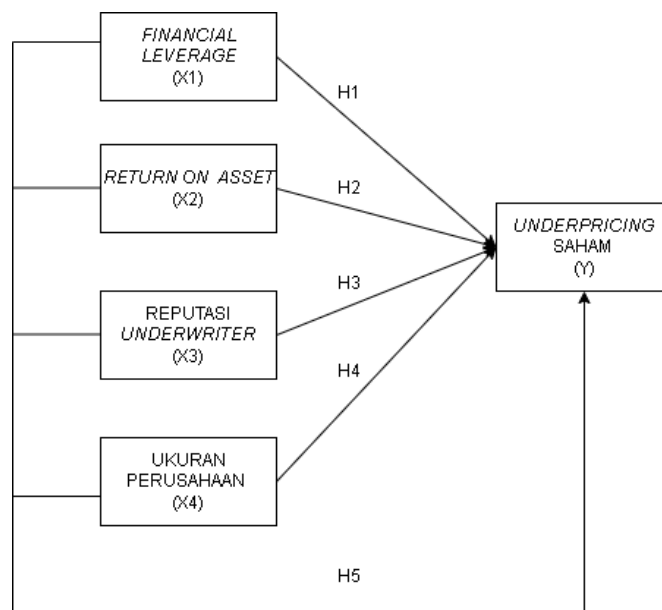 FINANCIAL
LEVERAGE
(X1)
H1
RETURN ON ASSET
(X2)
H2
UNDERPRICING
SAHAM
(Y)
REPUTASI
UNDERWRITER
(X3)
H3
H4
UKURAN
PERUSAHAAN
(X4)
H5